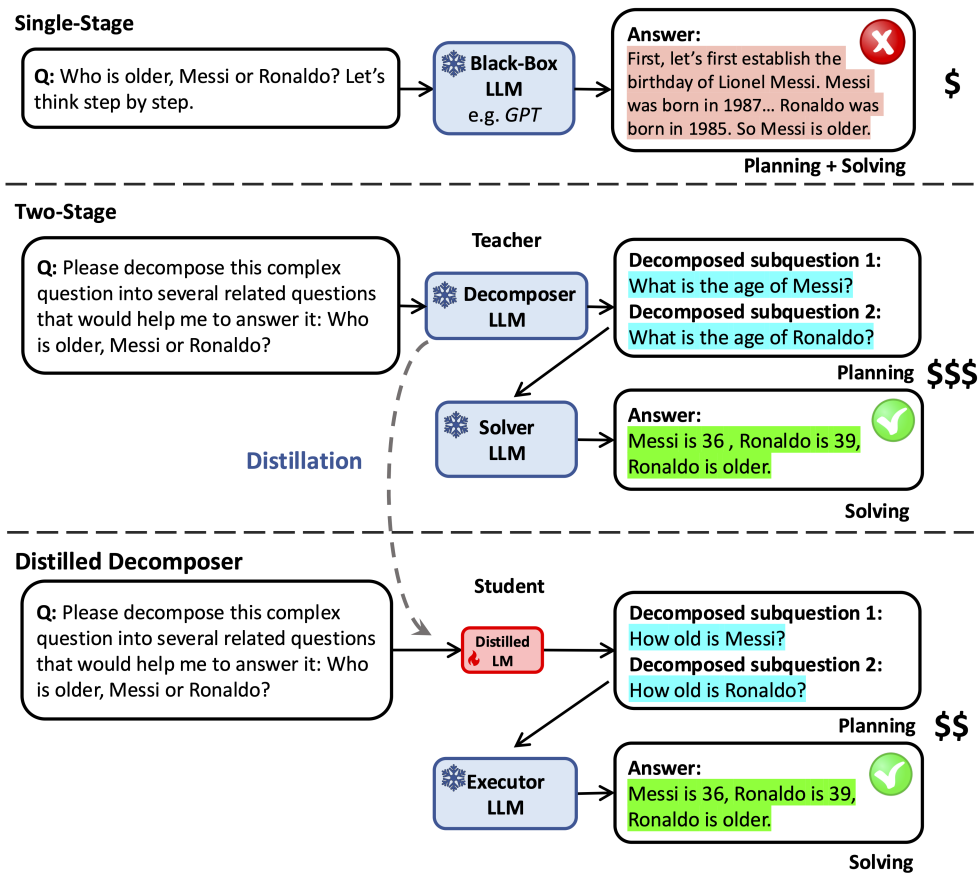 Single-Stage
Q: Who is older, Messi or Ronaldo? Let’s
think step by step.
Black-Box
LLM
e.g. GPT
Answer:
First, let’s first establish the
birthday of Lionel Messi. Messi
was born in 1987... Ronaldo was
born in 1985. So Messi is older.
$
Planning + Solving
Two-Stage
Q: Please decompose this complex
question into several related questions
that would help me to answer it: Who
is older, Messi or Ronaldo?
Teacher
Decomposer
LLM
Decomposed subquestion 1:
What is the age of Messi?
Decomposed subquestion 2:
What is the age of Ronaldo?
Planning
$$$
Solver
LLM
Answer:
Messi is 36 , Ronaldo is 39,
Ronaldo is older.
Solving
Distillation
Distilled Decomposer
Q: Please decompose this complex
question into several related questions
that would help me to answer it: Who
is older, Messi or Ronaldo?
Student
Distilled
LM
Decomposed subquestion 1:
How old is Messi?
Decomposed subquestion 2:
How old is Ronaldo?
Planning
$$
Executor
LLM
Answer:
Messi is 36, Ronaldo is 39,
Ronaldo is older.
Solving